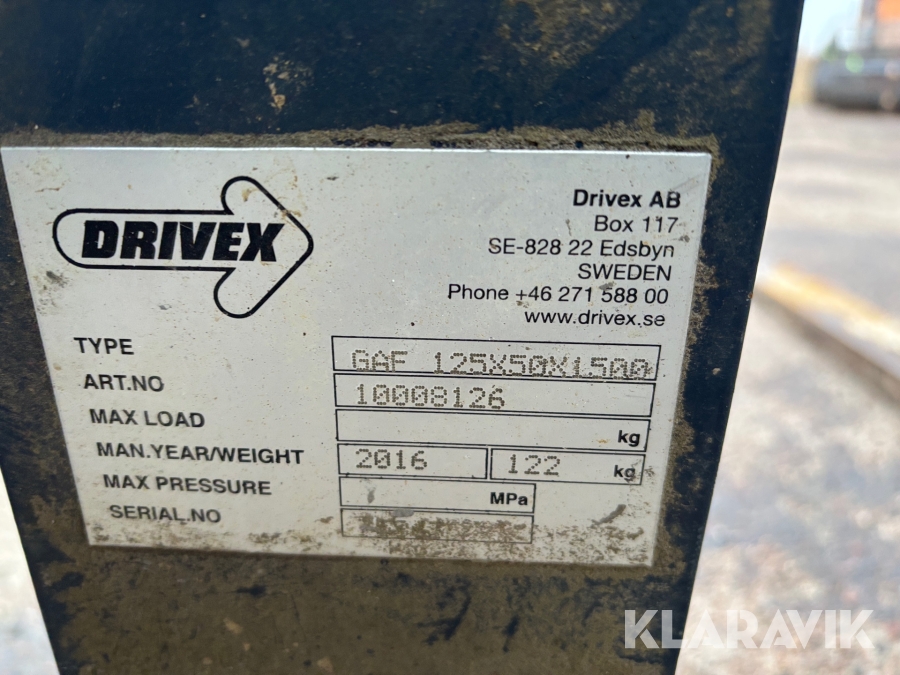 DRIVEX
Drivex AB
Box 117
SE-828 22 Edsbyn
SWEDEN
Phone +46 271 588 00
www.drivex.se
TYPE GAF 125X50X1500
ART.NO 10008126
MAX LOAD kg
MAN.YEAR/WEIGHT 2016 122 kg
MAX PRESSURE MPa
SERIAL.NO
KLARAVIK